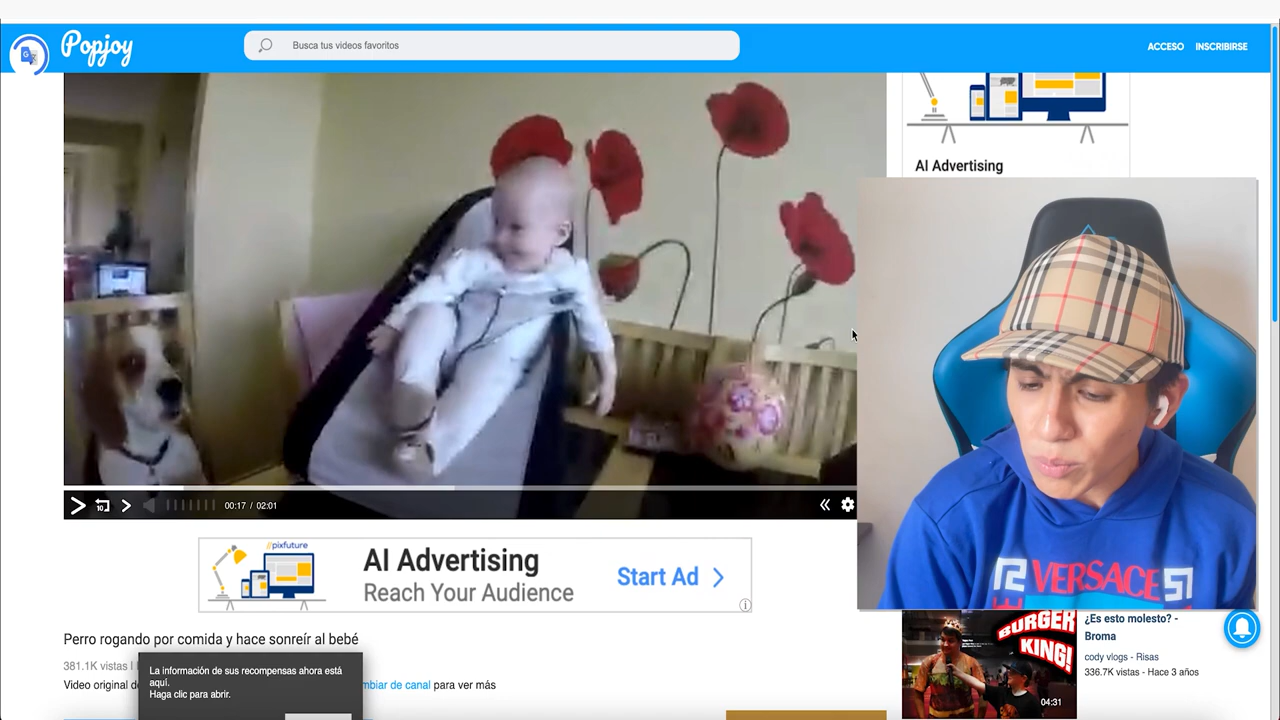 Popjoy
Busca tus videos favoritos
ACCESO
INSCRIBIRSE
AI Advertising
VERSACE
10
00:17 / 02:01
//pixfuture
AI Advertising
Reach Your Audience
Start Ad
Perro rogando por comida y hace sonreír al bebé
381.1K vistas
La información de sus recompensas ahora está
aquí.
Haga clic para abrir.
Video original
mbiar de canal para ver más
BURGER
KING!
04:31
¿Es esto molesto? -
Broma
cody vlogs - Risas
336.7K vistas - Hace 3 años